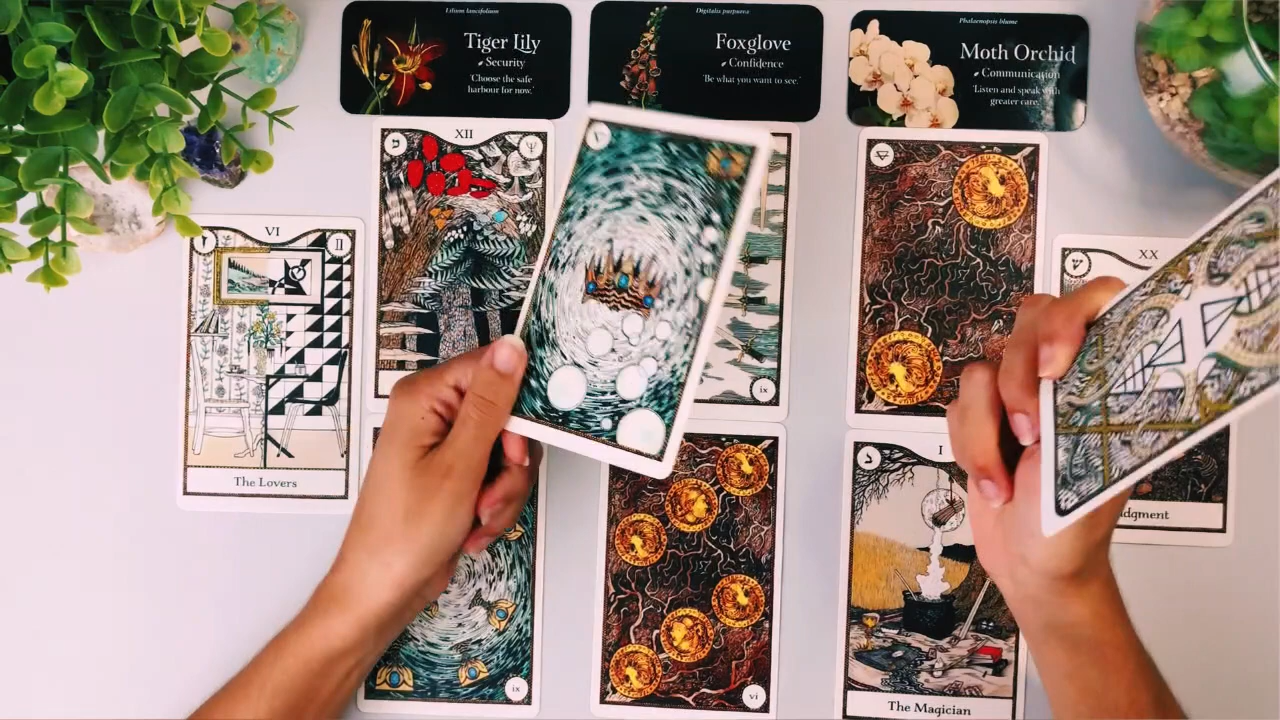 Lilium lancifolium
Tiger Lily
Security
'Choose the safe
harbour for now.'
Digitalis purpurea
Foxglove
Confidence
'Be what you want to see.'
Phalaenopsis blume
Moth Orchid
Communication
'Listen and speak with
greater care.'
VI
II
The Lovers
XII
ix
ix
vi
I
The Magician
XX
dgment